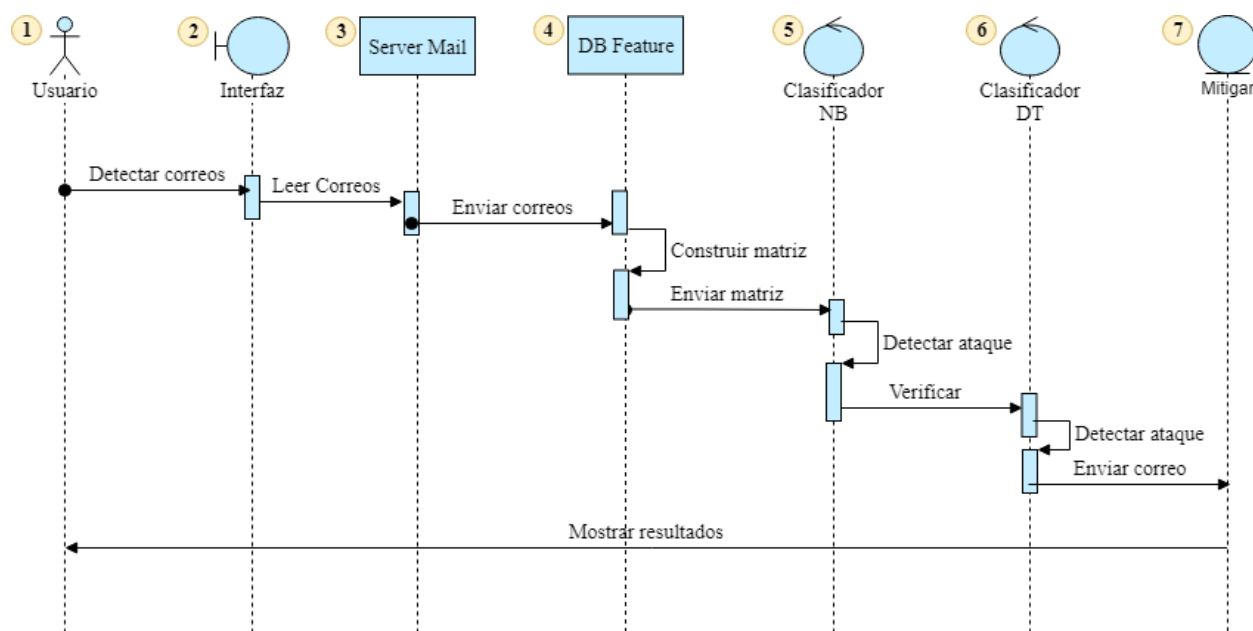 1
2
3
4
5
6
7
Server Mail
DB Feature
Usuario
Interfaz
Clasificador
NB
Clasificador
DT
Mitigar
Detectar correos
Leer Correos
Enviar correos
Construir matriz
Enviar matriz
Detectar ataque
Verificar
Detectar ataque
Enviar correo
Mostrar resultados